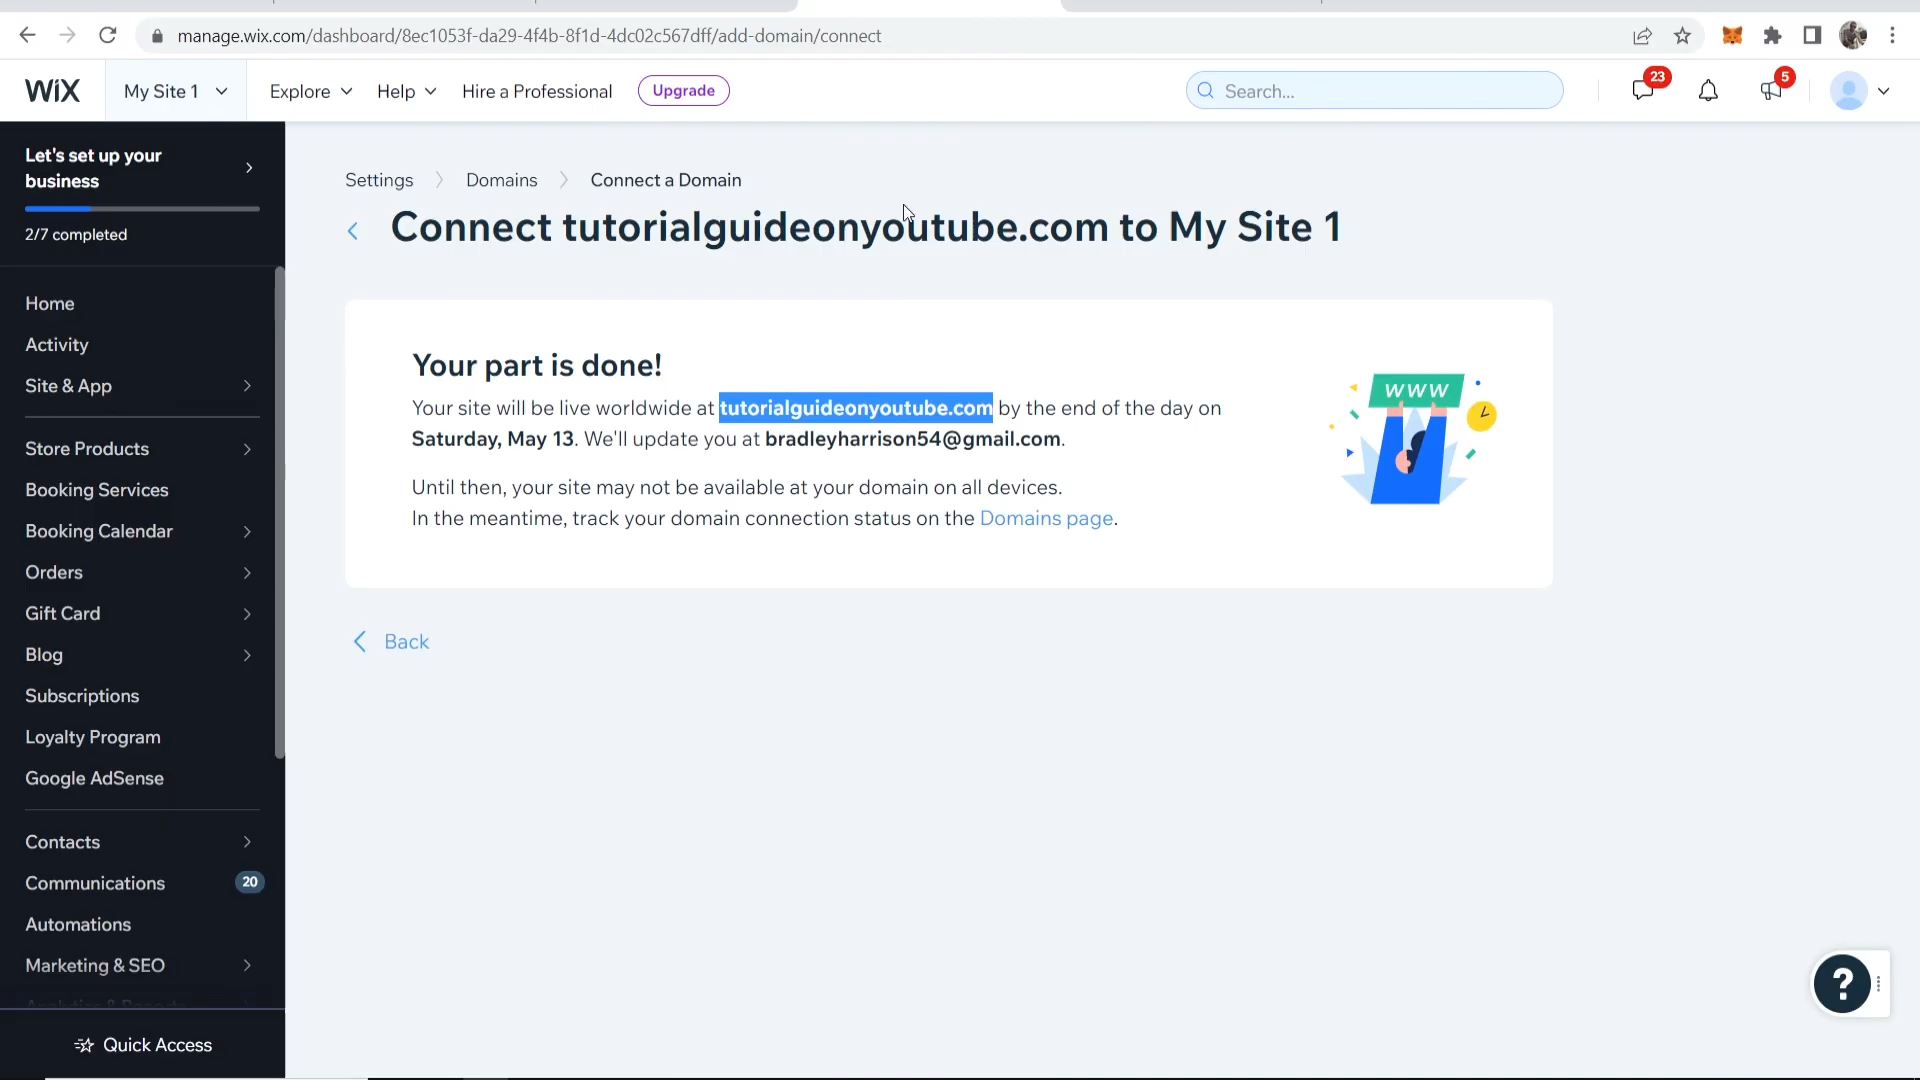 manage.wix.com/dashboard/8ec1053f-da29-4f4b-8f1d-4dc02c567dff/add-domain/connect
WIX
My Site 1
Explore
Help
Hire a Professional
Upgrade
Search...
23
5
Let's set up your
business
2/7 completed
Home
Activity
Site & App
Store Products
Booking Services
Booking Calendar
Orders
Gift Card
Blog
Subscriptions
Loyalty Program
Google AdSense
Contacts
Communications 20
Automations
Marketing & SEO
Analytics & Reports
Quick Access
Settings > Domains > Connect a Domain
Connect tutorialguideonyoutube.com to My Site 1
Your part is done!
Your site will be live worldwide at tutorialguideonyoutube.com by the end of the day on
Saturday, May 13. We'll update you at bradleyharrison54@gmail.com.
Until then, your site may not be available at your domain on all devices.
In the meantime, track your domain connection status on the Domains page.
www
Back
?